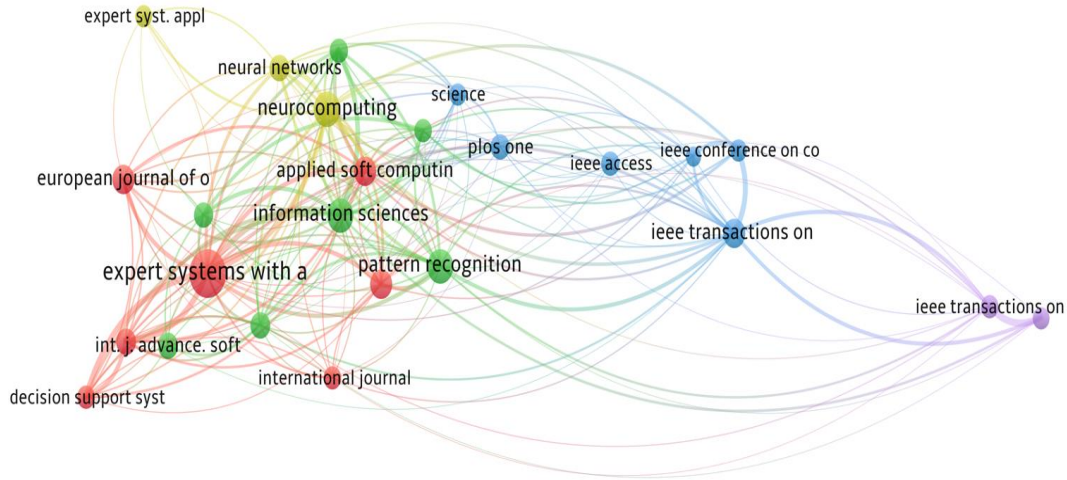 expert syst. appl
neural networks
science
neurocomputing
plos one
ieee access
ieee conference on co
applied soft computin
european journal of o
information sciences
ieee transactions on
pattern recognition
expert systems with a
ieee transactions on
int. j. advance. soft
international journal
decision support syst